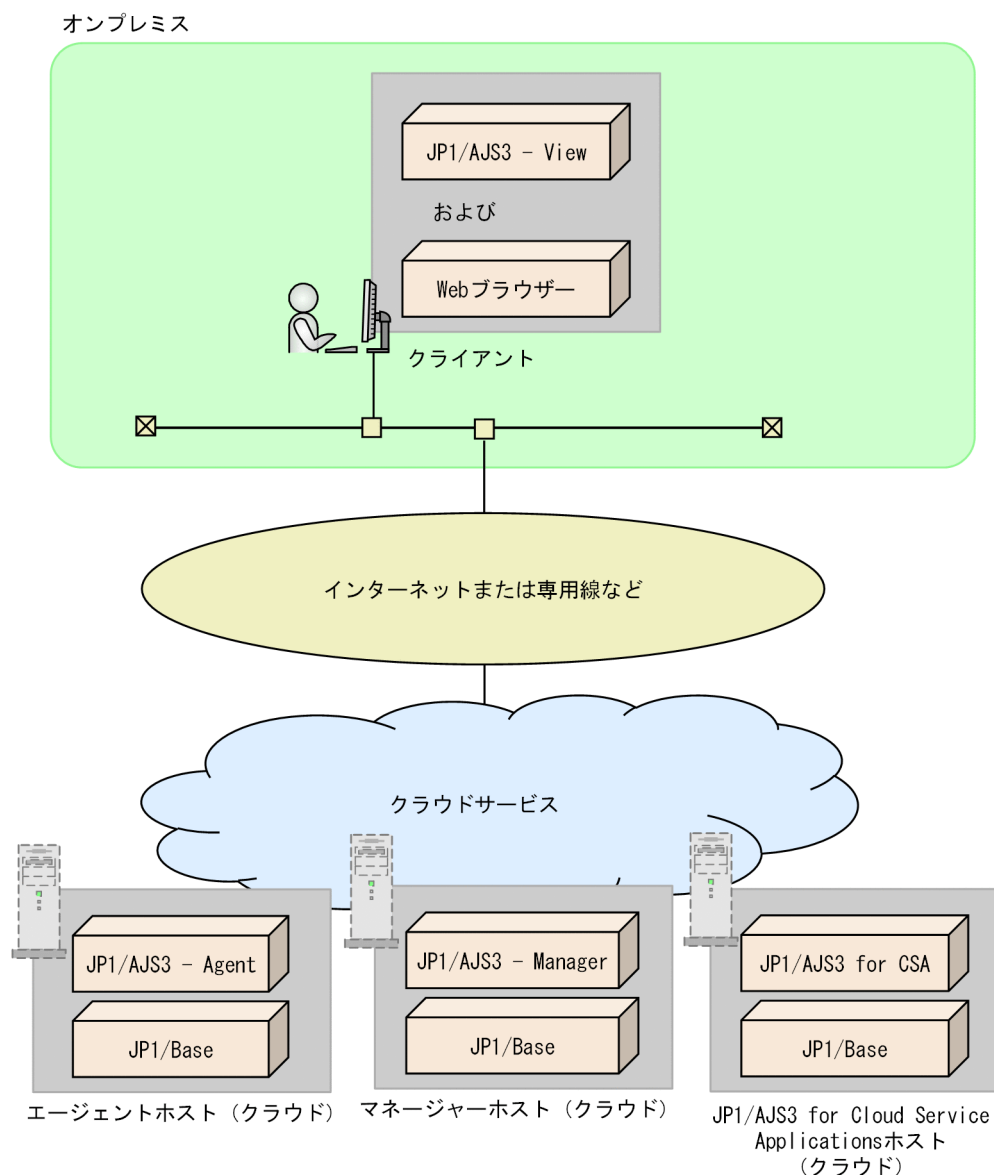 オンプレミス
JP1/AJS3 - View
および
Webブラウザー
クライアント
インターネットまたは専用線など
クラウドサービス
JP1/AJS3 - Agent
JP1/Base
エージェントホスト（クラウド）
JP1/AJS3 - Manager
JP1/Base
マネージャーホスト（クラウド）
JP1/AJS3 for CSA
JP1/Base
JP1/AJS3 for Cloud Service
Applicationsホスト
（クラウド）